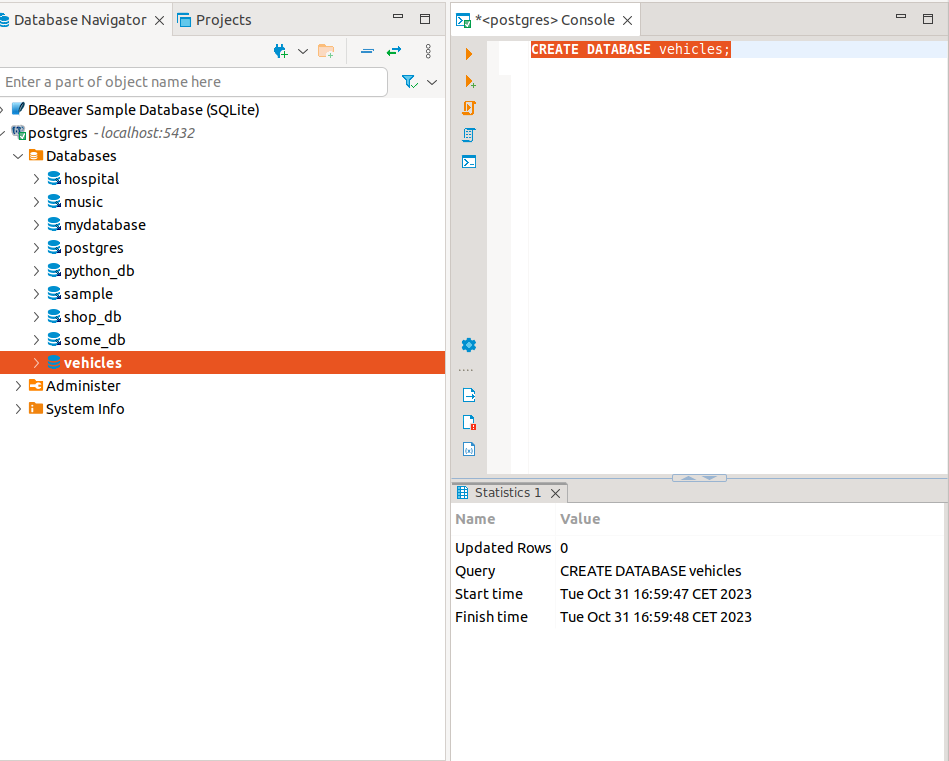 Database Navigator
Projects
Enter a part of object name here
DBeaver Sample Database (SQLite)
postgres - localhost:5432
Databases
hospital
music
mydatabase
postgres
python_db
sample
shop_db
some_db
vehicles
Administer
System Info
*<postgres> Console
CREATE DATABASE vehicles;
Statistics 1
Name Value
Updated Rows 0
Query CREATE DATABASE vehicles
Start time Tue Oct 31 16:59:47 CET 2023
Finish time Tue Oct 31 16:59:48 CET 2023